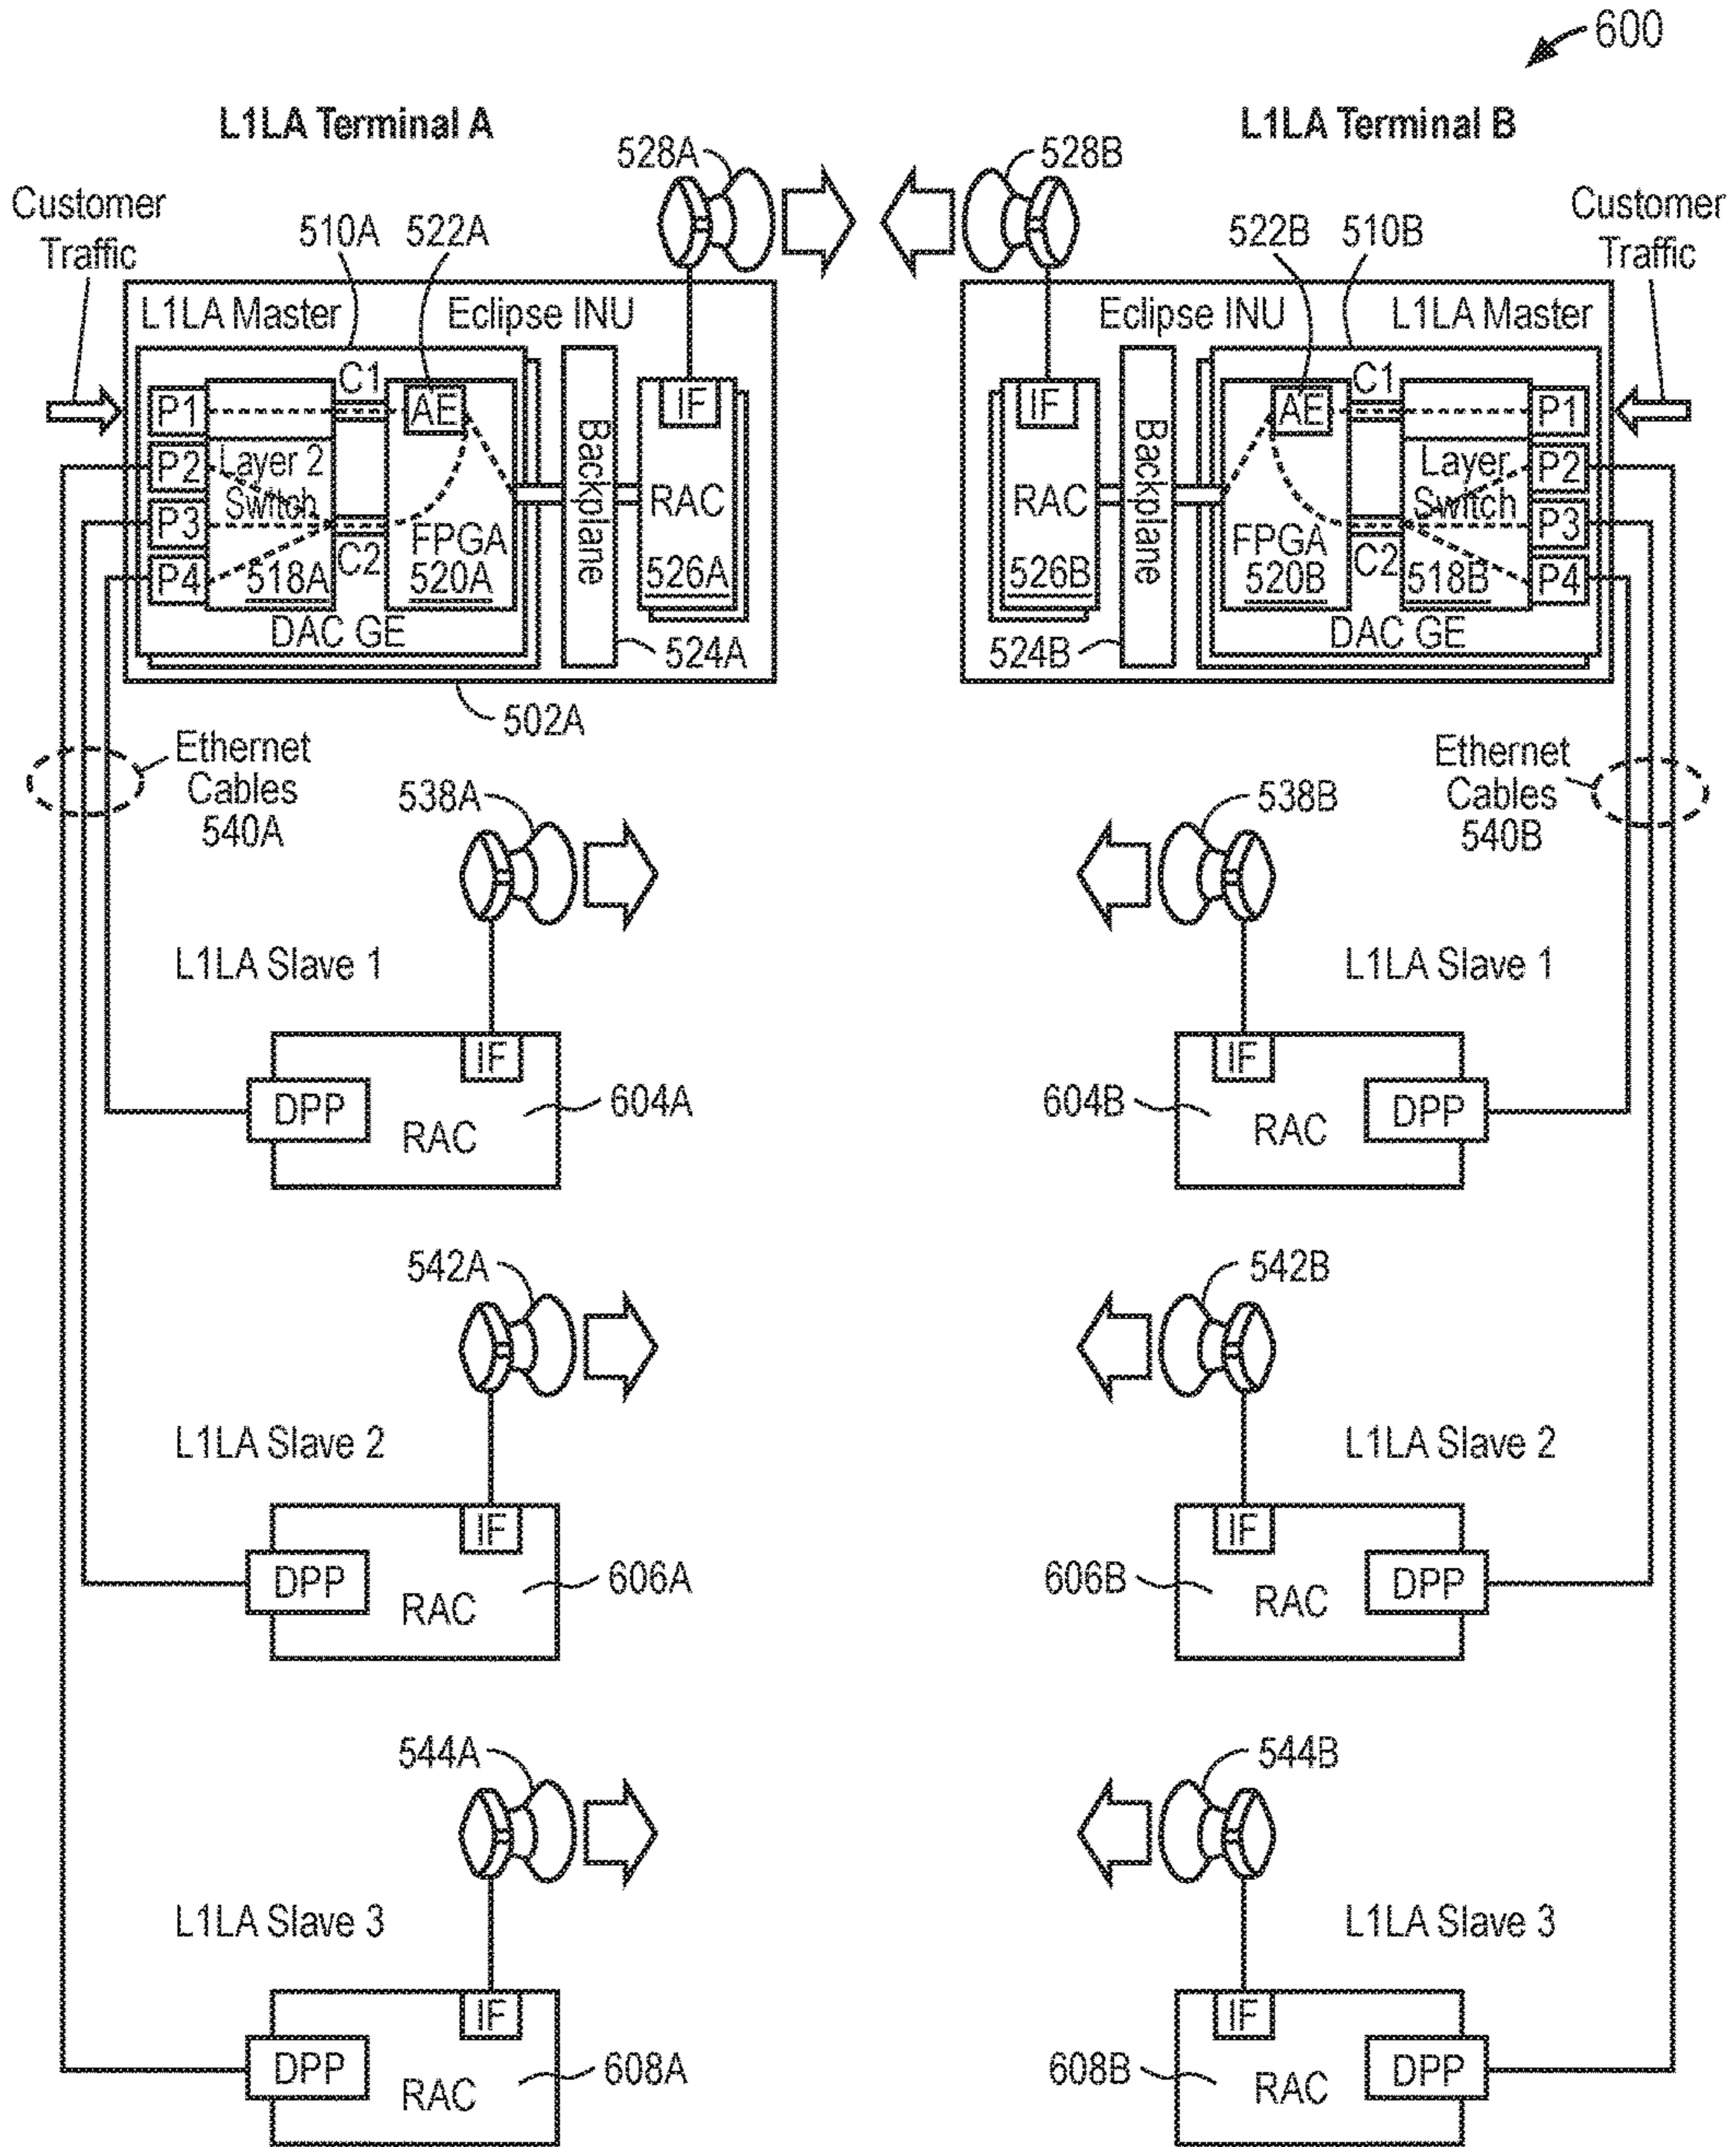 600
L1LA Terminal A
L1LA Terminal B
528A
528B
Customer
Traffic
510A
522A
522B
510B
Customer
Traffic
L1LA Master
Eclipse INU
Eclipse INU
L1LA Master
P1
C1
AE
IF
IF
AE
C1
P1
P2
Layer 2
Switch
P3
P4
518A
C2
FPGA
520A
DAC GE
Backplane
RAC
526A
RAC
526B
Backplane
FPGA
520B
C2
Layer
Switch
518B
P2
P3
P4
DAC GE
524A
524B
502A
Ethernet
Cables
540A
538A
538B
Ethernet
Cables
540B
L1LA Slave 1
L1LA Slave 1
IF
DPP
RAC
604A
604B
IF
RAC
DPP
542A
542B
L1LA Slave 2
L1LA Slave 2
IF
DPP
RAC
606A
606B
IF
RAC
DPP
544A
544B
L1LA Slave 3
L1LA Slave 3
IF
DPP
RAC
608A
608B
IF
RAC
DPP